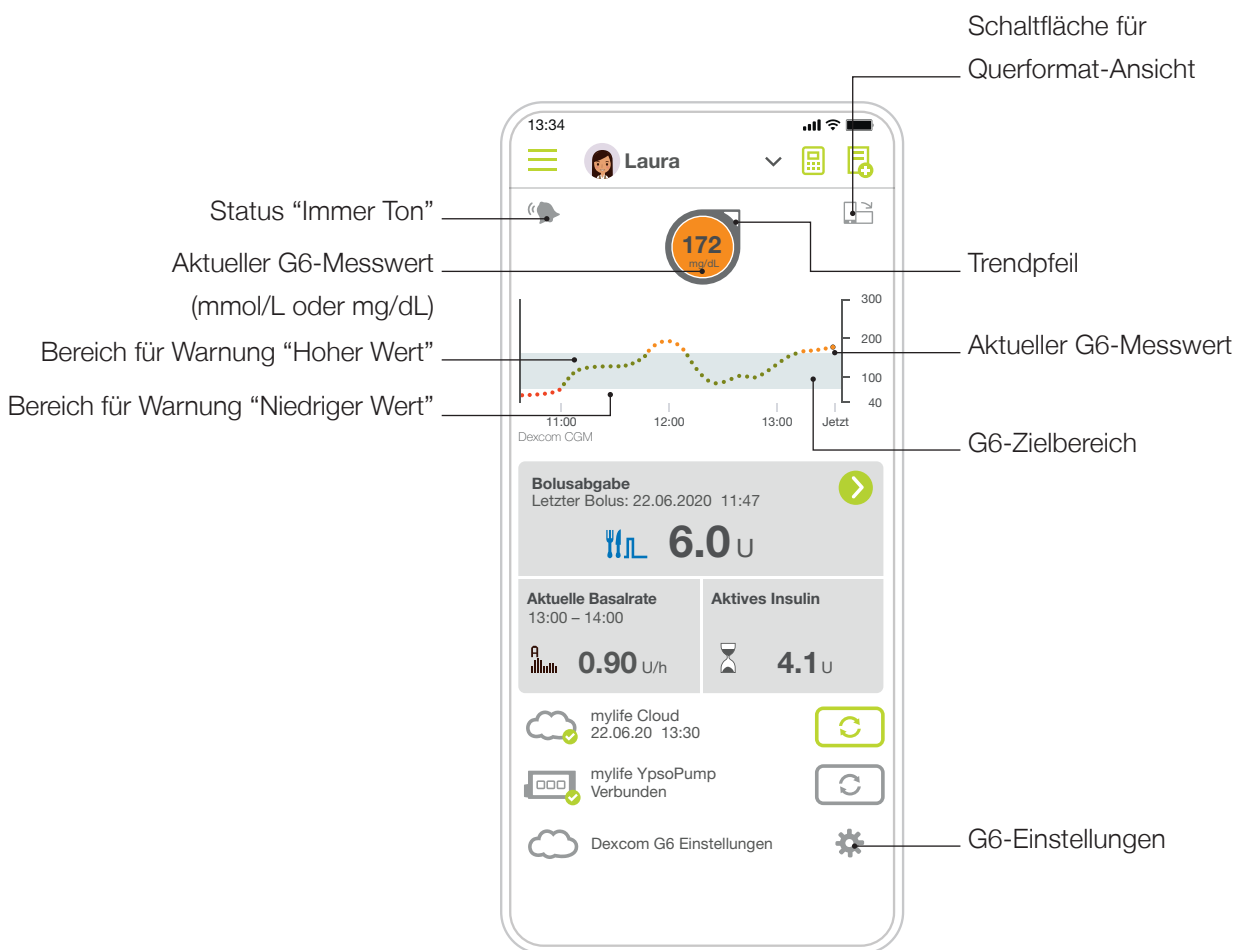 Schaltfläche für
Querformat-Ansicht
13:34
Laura
Status “Immer Ton”
172
mg/dL
Aktueller G6-Messwert
(mmol/L oder mg/dL)
Trendpfeil
300
200
100
40
Bereich für Warnung “Hoher Wert”
Aktueller G6-Messwert
Bereich für Warnung “Niedriger Wert”
11:00 12:00 13:00 Jetzt
Dexcom CGM
G6-Zielbereich
Bolusabgabe
Letzter Bolus: 22.06.2020 11:47
6.0 U
Aktuelle Basalrate
13:00 – 14:00
A
0.90 U/h
Aktives Insulin
4.1 U
mylife Cloud
22.06.20 13:30
mylife YpsoPump
Verbunden
Dexcom G6 Einstellungen
G6-Einstellungen